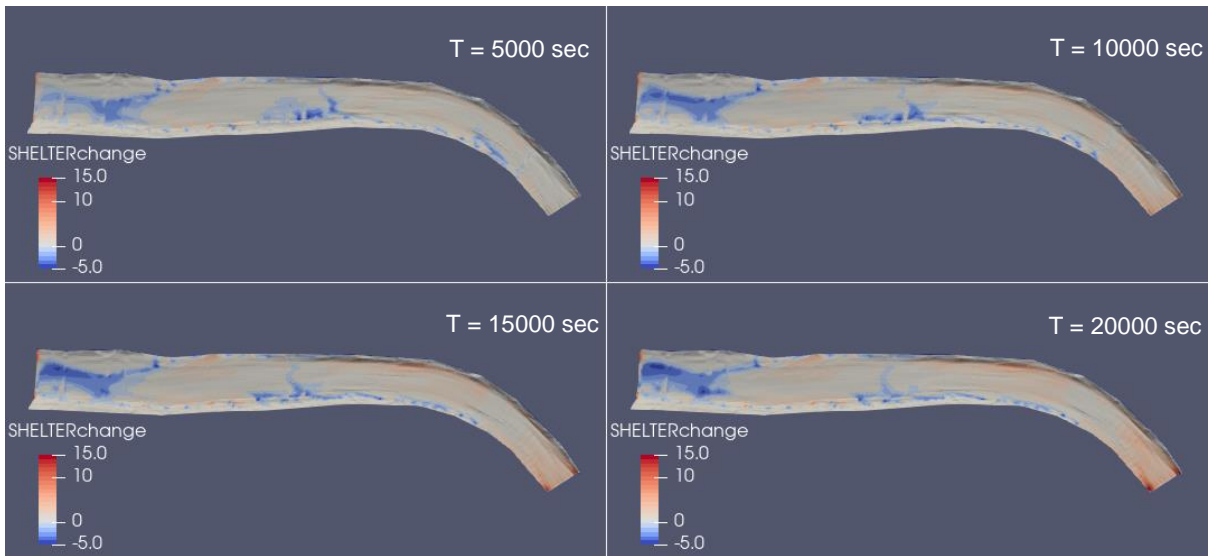 T = 5000 sec
SHELTERchange
15.0
10
0
-5.0
T = 10000 sec
SHELTERchange
15.0
10
0
-5.0
T = 15000 sec
SHELTERchange
15.0
10
0
-5.0
T = 20000 sec
SHELTERchange
15.0
10
0
-5.0